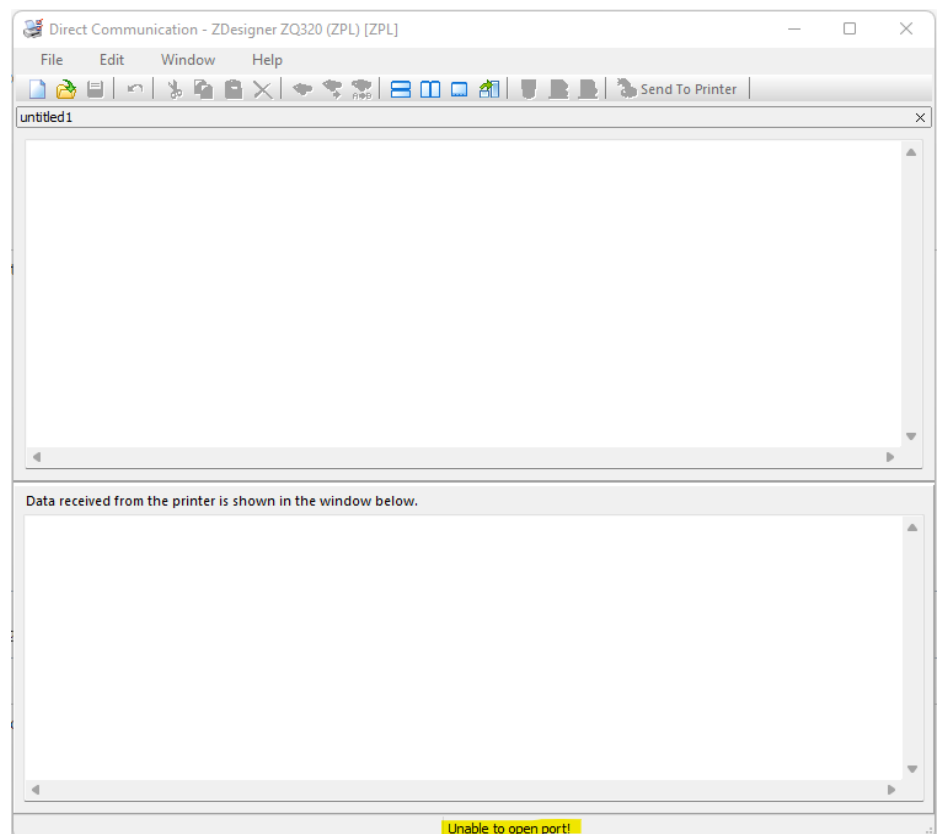 Direct Communication - ZDesigner ZQ320 (ZPL) [ZPL]
File Edit Window Help
Send To Printer
untitled1
Data received from the printer is shown in the window below.
Unable to open port!